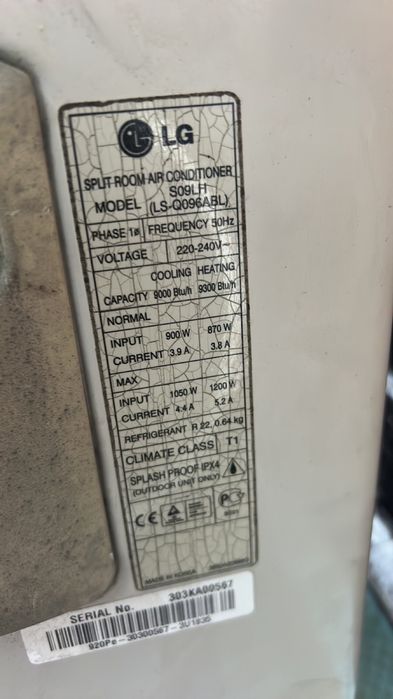 LG
SPLIT ROOM AIR CONDITIONER
MODEL S09LH
(LS-Q096ABL)
PHASE 1ø FREQUENCY 50Hz
VOLTAGE 220-240V~
COOLING HEATING
CAPACITY 9000 Btu/h 9300 Btu/h
NORMAL
INPUT 900 W 870 W
CURRENT 3.9 A 3.8 A
MAX
INPUT 1050 W 1200 W
CURRENT 4.4 A 5.2 A
REFRIGERANT R 22, 0.64 kg
CLIMATE CLASS T1
SPLASH PROOF IPX4
(OUTDOOR UNIT ONLY)
CE
MADE IN KOREA
SERIAL No. 303KA00567